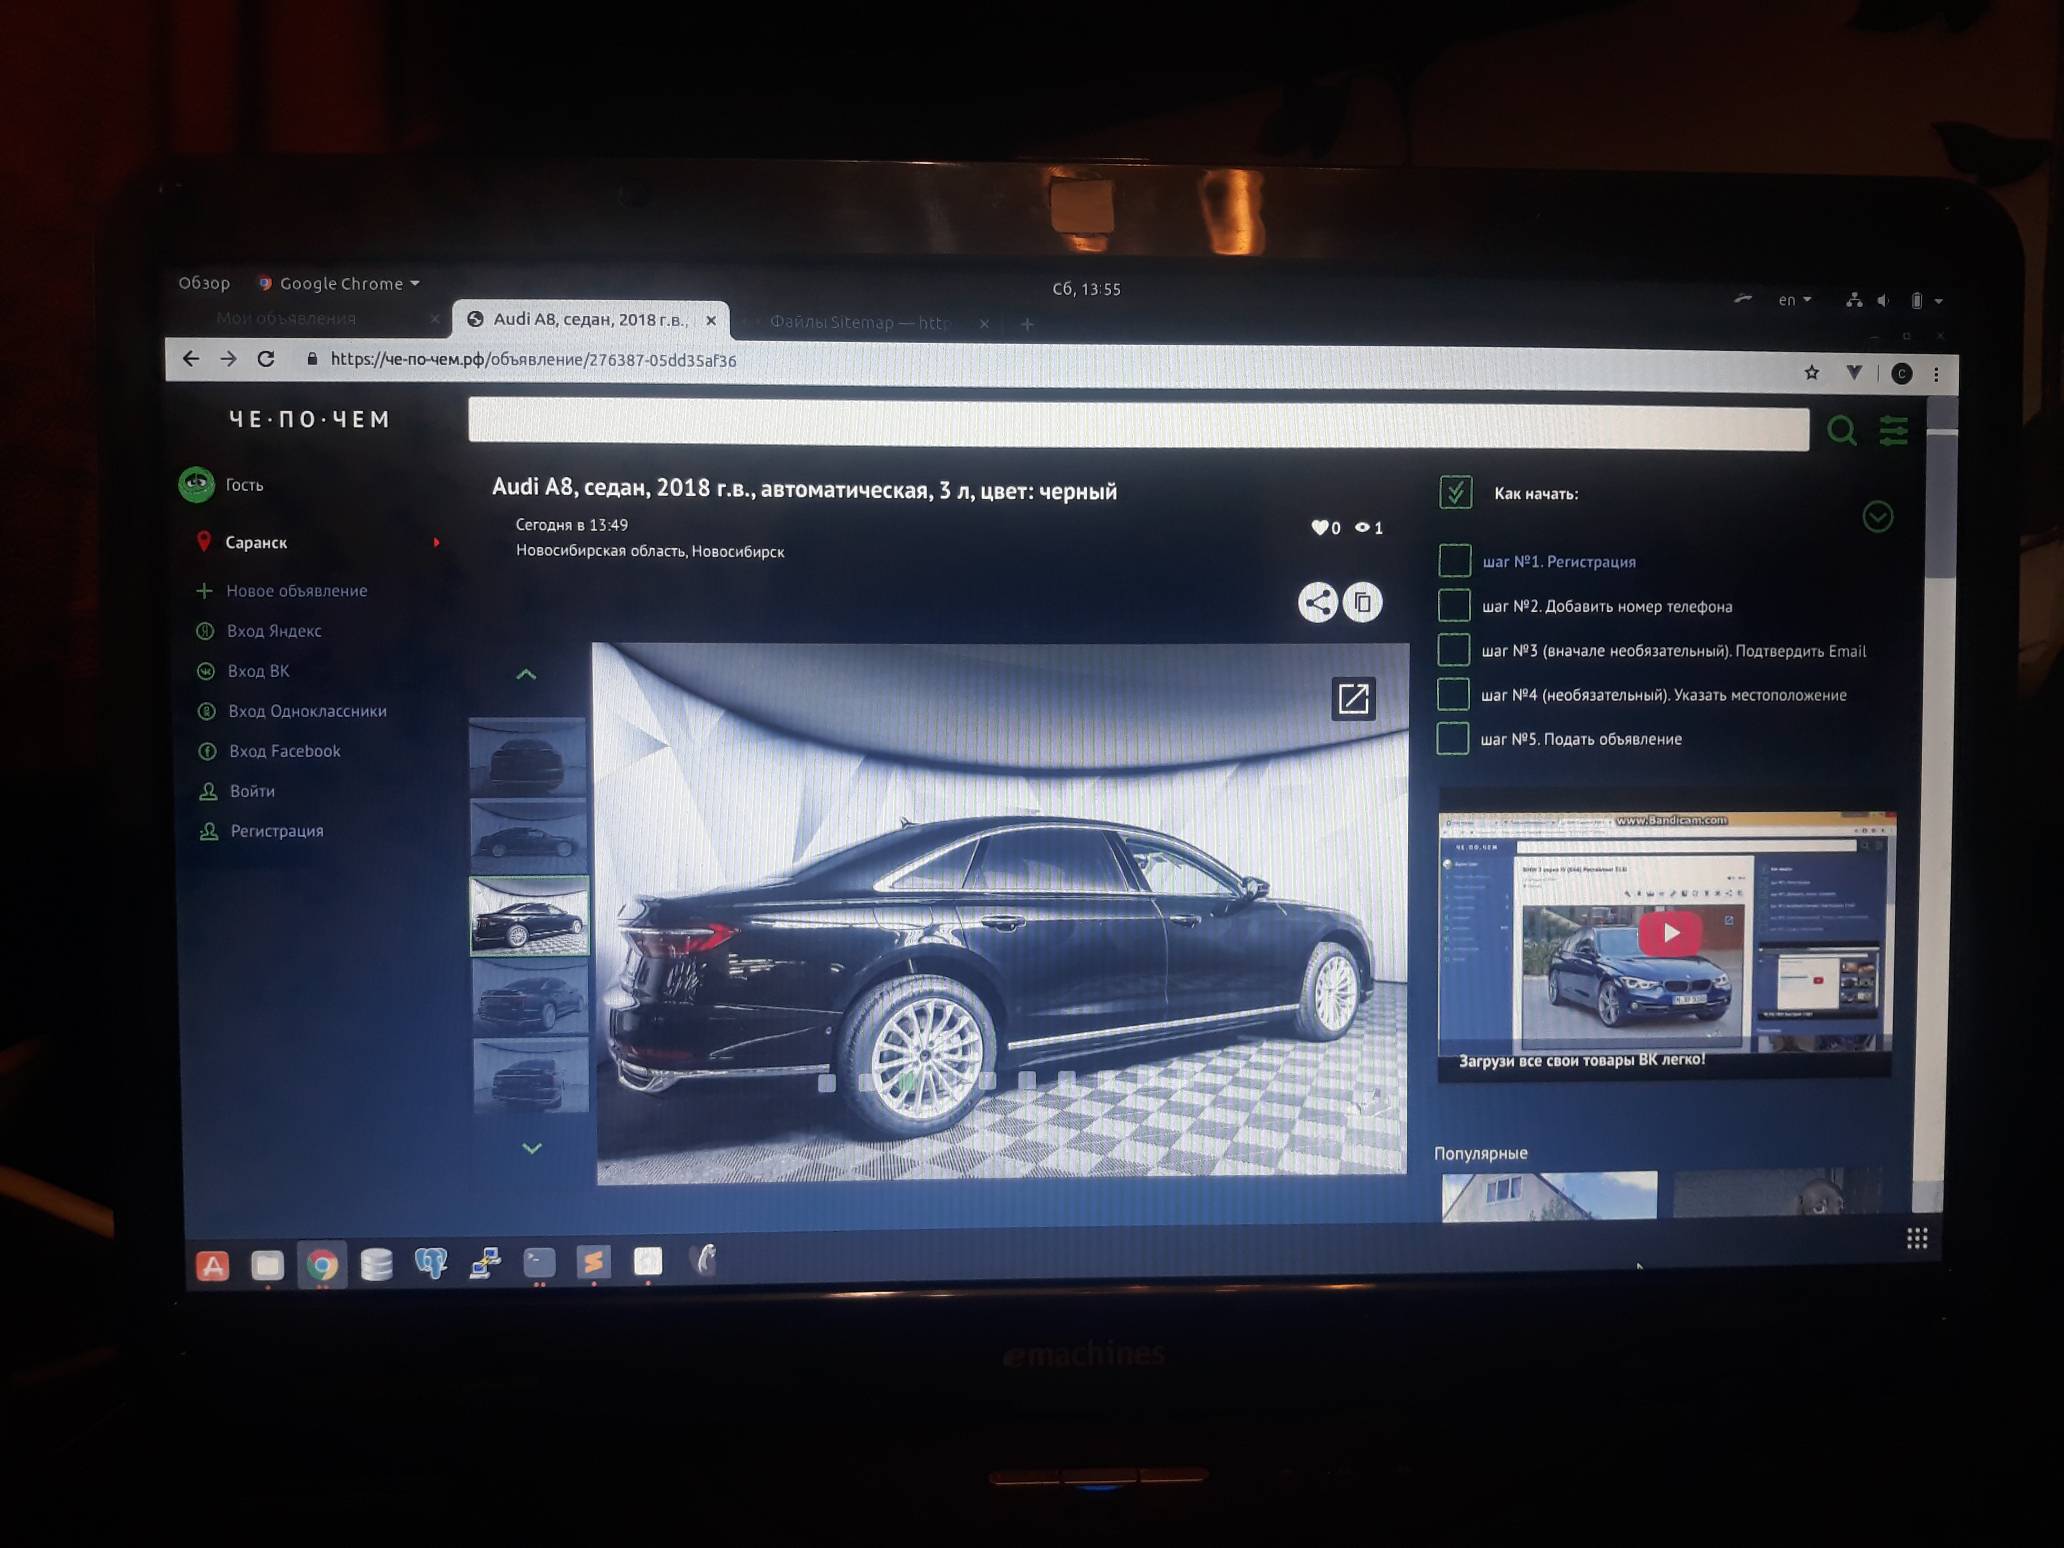 Обзор
Google Chrome
Сб, 13:55
en
Мои объявления
Audi A8, седан, 2018 г.в.,
Файлы Sitemap — http
https://че-по-чем.рф/объявление/276387-05dd35af36
C
ЧЕ·ПО·ЧЕМ
Гость
Саранск
Новое объявление
Вход Яндекс
Вход ВК
Вход Одноклассники
Вход Facebook
Войти
Регистрация
Audi A8, седан, 2018 г.в., автоматическая, 3 л, цвет: черный
Сегодня в 13:49
0 1
Новосибирская область, Новосибирск
Как начать:
шаг №1. Регистрация
шаг №2. Добавить номер телефона
шаг №3 (вначале необязательный). Подтвердить Email
шаг №4 (необязательный). Указать местоположение
шаг №5. Подать объявление
www.Bandicam.com
ЧЕ·ПО·ЧЕМ
Загрузи все свои товары ВК легко!
Популярные
emachines